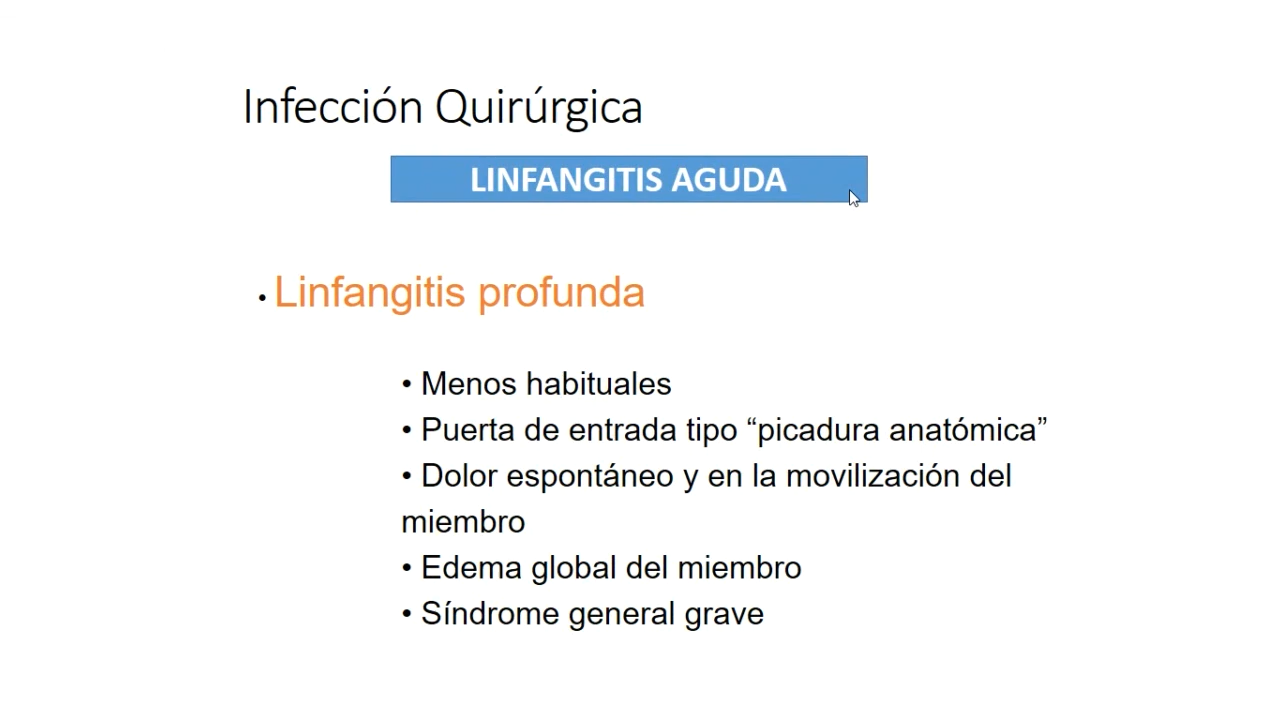 Infección Quirúrgica
LINFANGITIS AGUDA
• Linfangitis profunda
• Menos habituales
• Puerta de entrada tipo “picadura anatómica”
• Dolor espontáneo y en la movilización del
miembro
• Edema global del miembro
• Síndrome general grave